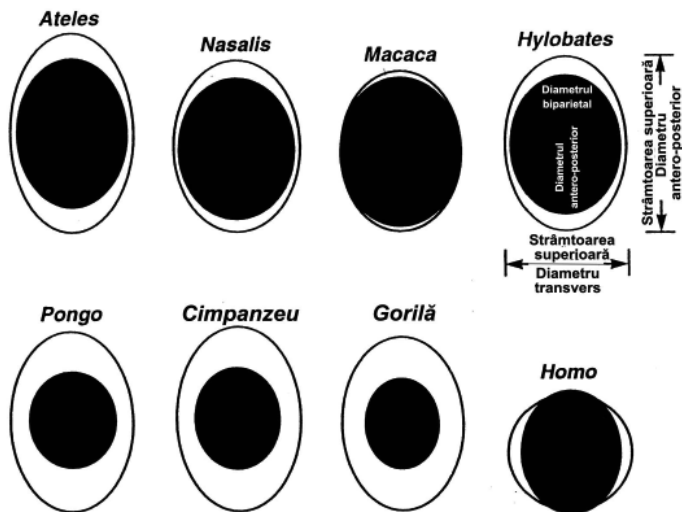 Ateles
Nasalis
Macaca
Hylobates
Diametrul
biparietal
Diametrul
antero-posterior
Strâmtoarea superioară
Diametru
antero-posterior
Strâmtoarea
superioară
Diametru
transvers
Pongo
Cimpanzeu
Gorilă
Homo